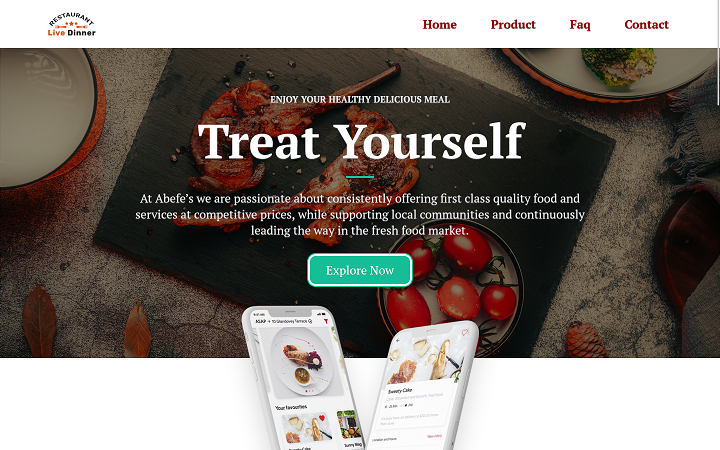 RESTAURANT
Live Dinner
Home
Product
Faq
Contact
ENJOY YOUR HEALTHY DELICIOUS MEAL
Treat Yourself
At Abefe's we are passionate about consistently offering first class quality food and
services at competitive prices, while supporting local communities and continuously
leading the way in the fresh food market.
Explore Now
ASAP
Your favourites
Sweety Cake